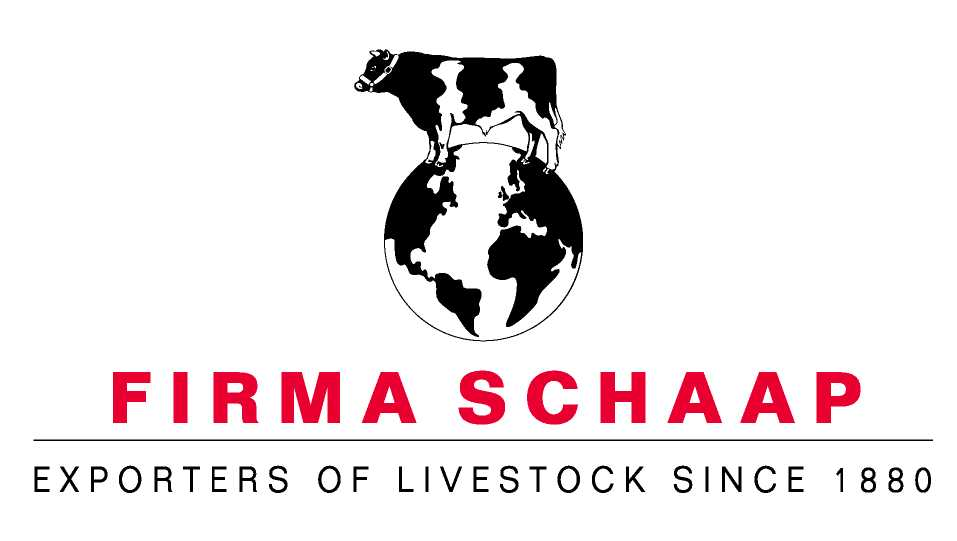 FIRMA SCHAAP
EXPORTERS OF LIVESTOCK SINCE 1880